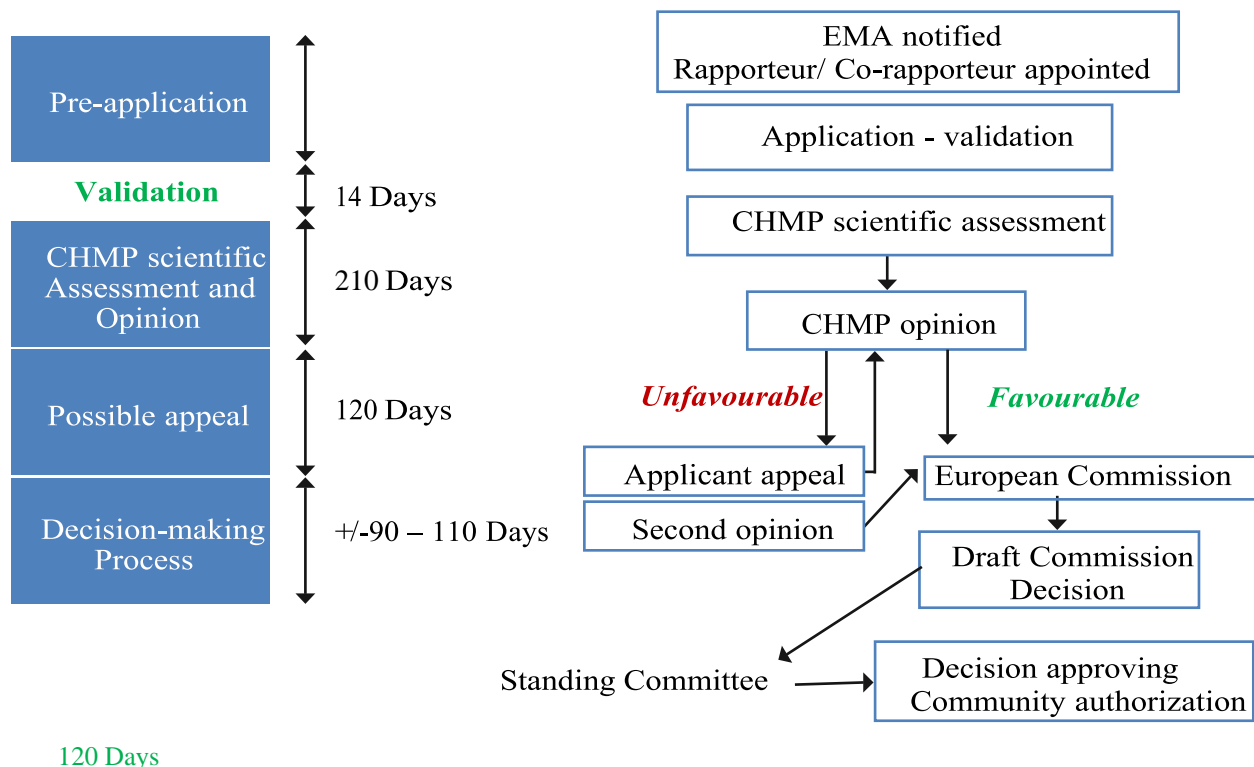 Pre-application
Validation
14 Days
CHMP scientific
Assessment and
Opinion
210 Days
Possible appeal
120 Days
Decision-making
Process
+/-90 – 110 Days
EMA notified
Rapporteur/ Co-rapporteur appointed
Application - validation
CHMP scientific assessment
CHMP opinion
Unfavourable
Favourable
Applicant appeal
European Commission
Second opinion
Draft Commission
Decision
Standing Committee
Decision approving
Community authorization
120 Days